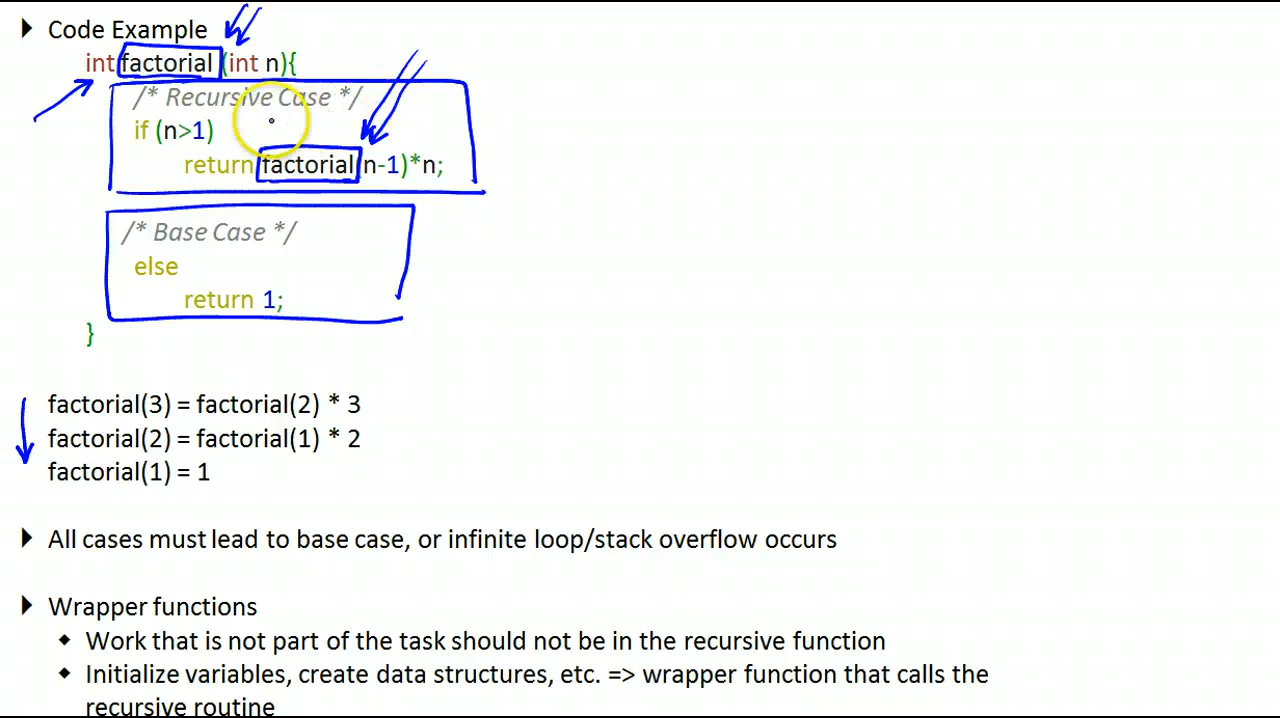 Code Example
int factorial (int n){
/* Recursive Case */
if (n>1)
return factorial(n-1)*n;
/* Base Case */
else
return 1;
}
factorial(3) = factorial(2) * 3
factorial(2) = factorial(1) * 2
factorial(1) = 1
All cases must lead to base case, or infinite loop/stack overflow occurs
Wrapper functions
Work that is not part of the task should not be in the recursive function
Initialize variables, create data structures, etc. => wrapper function that calls the
recursive routine